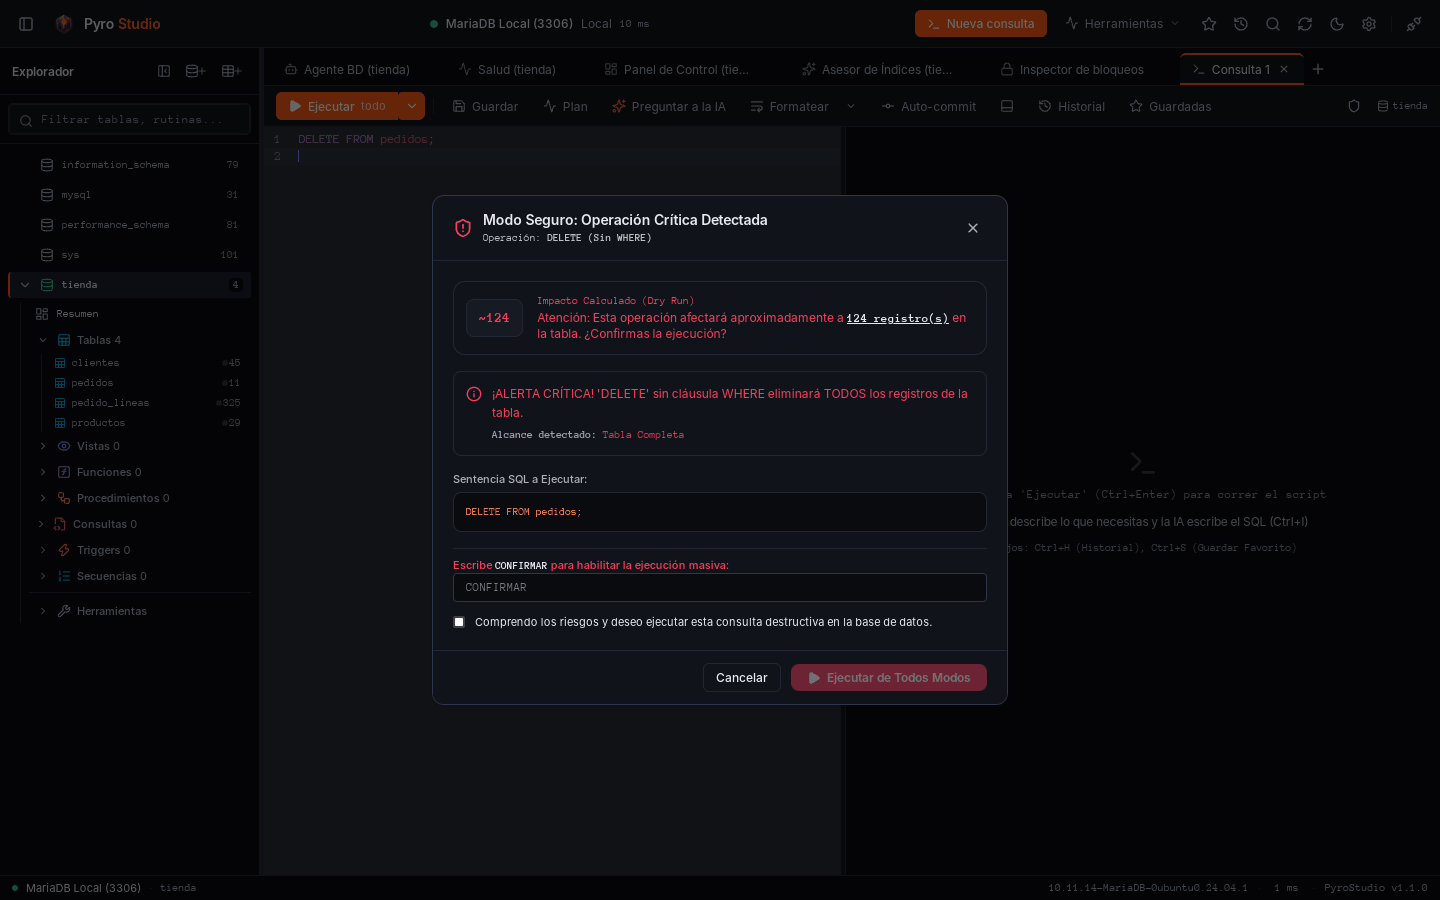 Pyro Studio
MariaDB Local (3306) Local 10 ms
Nueva consulta
Herramientas
Explorador
Agente BD (tienda)
Salud (tienda)
Panel de Control (tie...
Asesor de Índices (tie...
Inspector de bloqueos
Consulta 1
Ejecutar todo
Guardar
Plan
Preguntar a la IA
Formatear
Auto-commit
Historial
Guardadas
tienda
Filtrar tablas, rutinas...
information_schema 79
mysql 31
performance_schema 81
sys 101
tienda 4
Resumen
Tablas 4
clientes 45
pedidos 11
pedido_lineas 325
productos 29
Vistas 0
Funciones 0
Procedimientos 0
Consultas 0
Triggers 0
Secuencias 0
Herramientas
1 DELETE FROM pedidos;
2
Modo Seguro: Operación Crítica Detectada
Operación: DELETE (Sin WHERE)
~124
Impacto Calculado (Dry Run)
Atención: Esta operación afectará aproximadamente a 124 registro(s) en
la tabla. ¿Confirmas la ejecución?
¡ALERTA CRÍTICA! 'DELETE' sin cláusula WHERE eliminará TODOS los registros de la
tabla.
Alcance detectado: Tabla Completa
Sentencia SQL a Ejecutar:
DELETE FROM pedidos;
Escribe CONFIRMAR para habilitar la ejecución masiva:
CONFIRMAR
Comprendo los riesgos y deseo ejecutar esta consulta destructiva en la base de datos.
Cancelar
Ejecutar de Todos Modos
'Ejecutar' (Ctrl+Enter) para correr el script
describe lo que necesitas y la IA escribe el SQL (Ctrl+I)
Ctrl+H (Historial), Ctrl+S (Guardar Favorito)
MariaDB Local (3306) · tienda
10.11.14-MariaDB-0ubuntu0.24.04.1 · 1 ms · PyroStudio v1.1.0